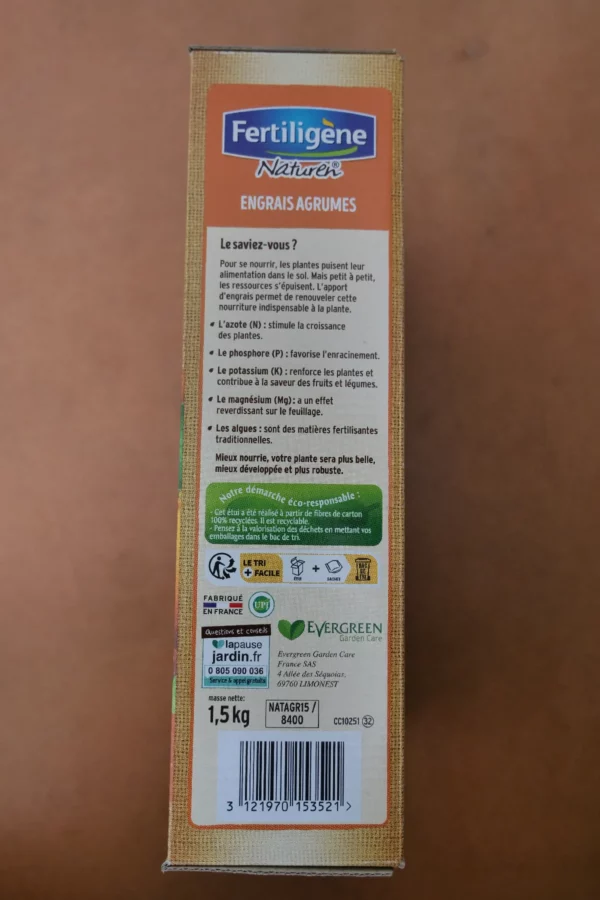 Fertiligène
Naturen®
ENGRAIS AGRUMES
Le saviez-vous ?
Pour se nourrir, les plantes puisent leur
alimentation dans le sol. Mais petit à petit,
les ressources s'épuisent. L'apport
d'engrais permet de renouveler cette
nourriture indispensable à la plante.
• L'azote (N) : stimule la croissance
des plantes.
• Le phosphore (P) : favorise l'enracinement.
• Le potassium (K) : renforce les plantes et
contribue à la saveur des fruits et légumes.
• Le magnésium (Mg) : a un effet
reverdissant sur le feuillage.
• Les algues : sont des matières fertilisantes
traditionnelles.
Mieux nourrie, votre plante sera plus belle,
mieux développée et plus robuste.
Notre démarche éco-responsable :
- Cet étui a été réalisé à partir de fibres de carton
100% recyclées. Il est recyclable.
- Pensez à la valorisation des déchets en mettant vos
emballages dans le bac de tri.
LE TRI
+ FACILE
+
FABRIQUÉ
EN FRANCE
UPJ
EVERGREEN
Garden Care
Questions et conseils
lapause
jardin.fr
0 805 090 036
Service & appel gratuits
Evergreen Garden Care
France SAS
4 Allée des Séquoias,
69760 LIMONEST
masse nette:
1,5 kg
NATAGR15 /
8400
CC10251 32
3 121970 153521 >